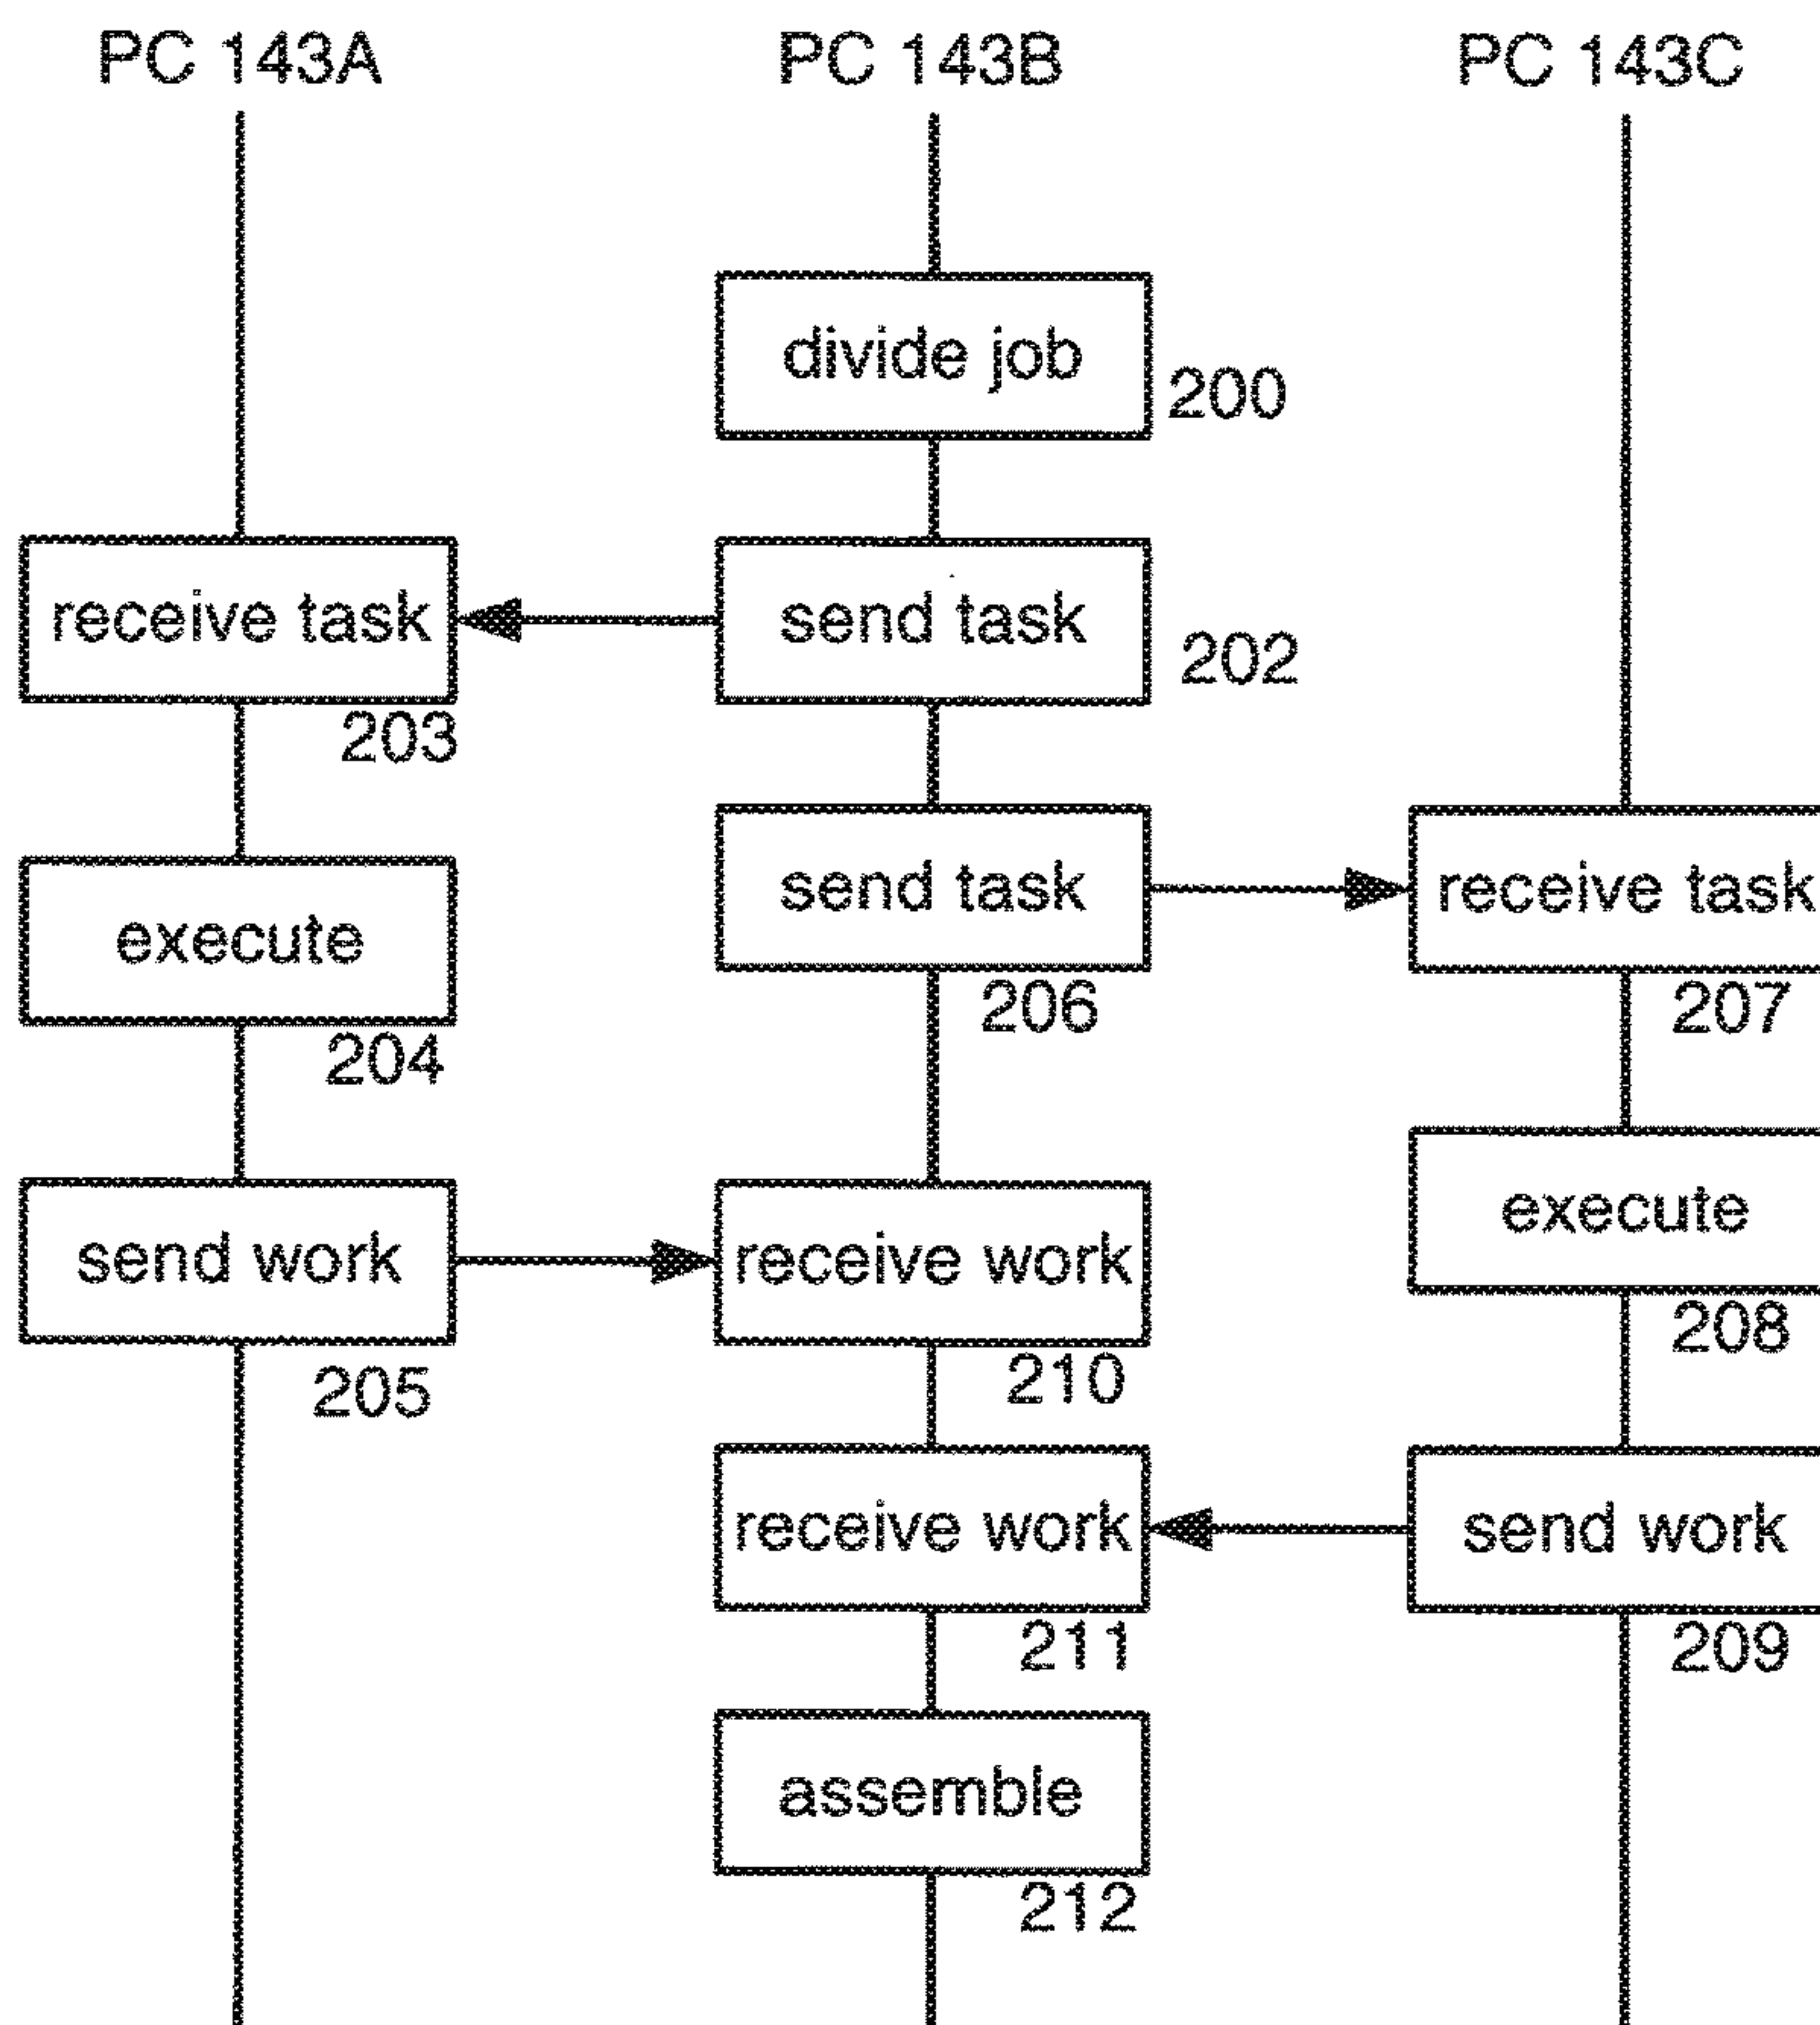 PC 143A PC 143B PC 143C
divide job
200
receive task send task
202
203
send task receive task
execute
206 207
204
execute
send work receive work
208
205 210
receive work send work
211 209
assemble
212